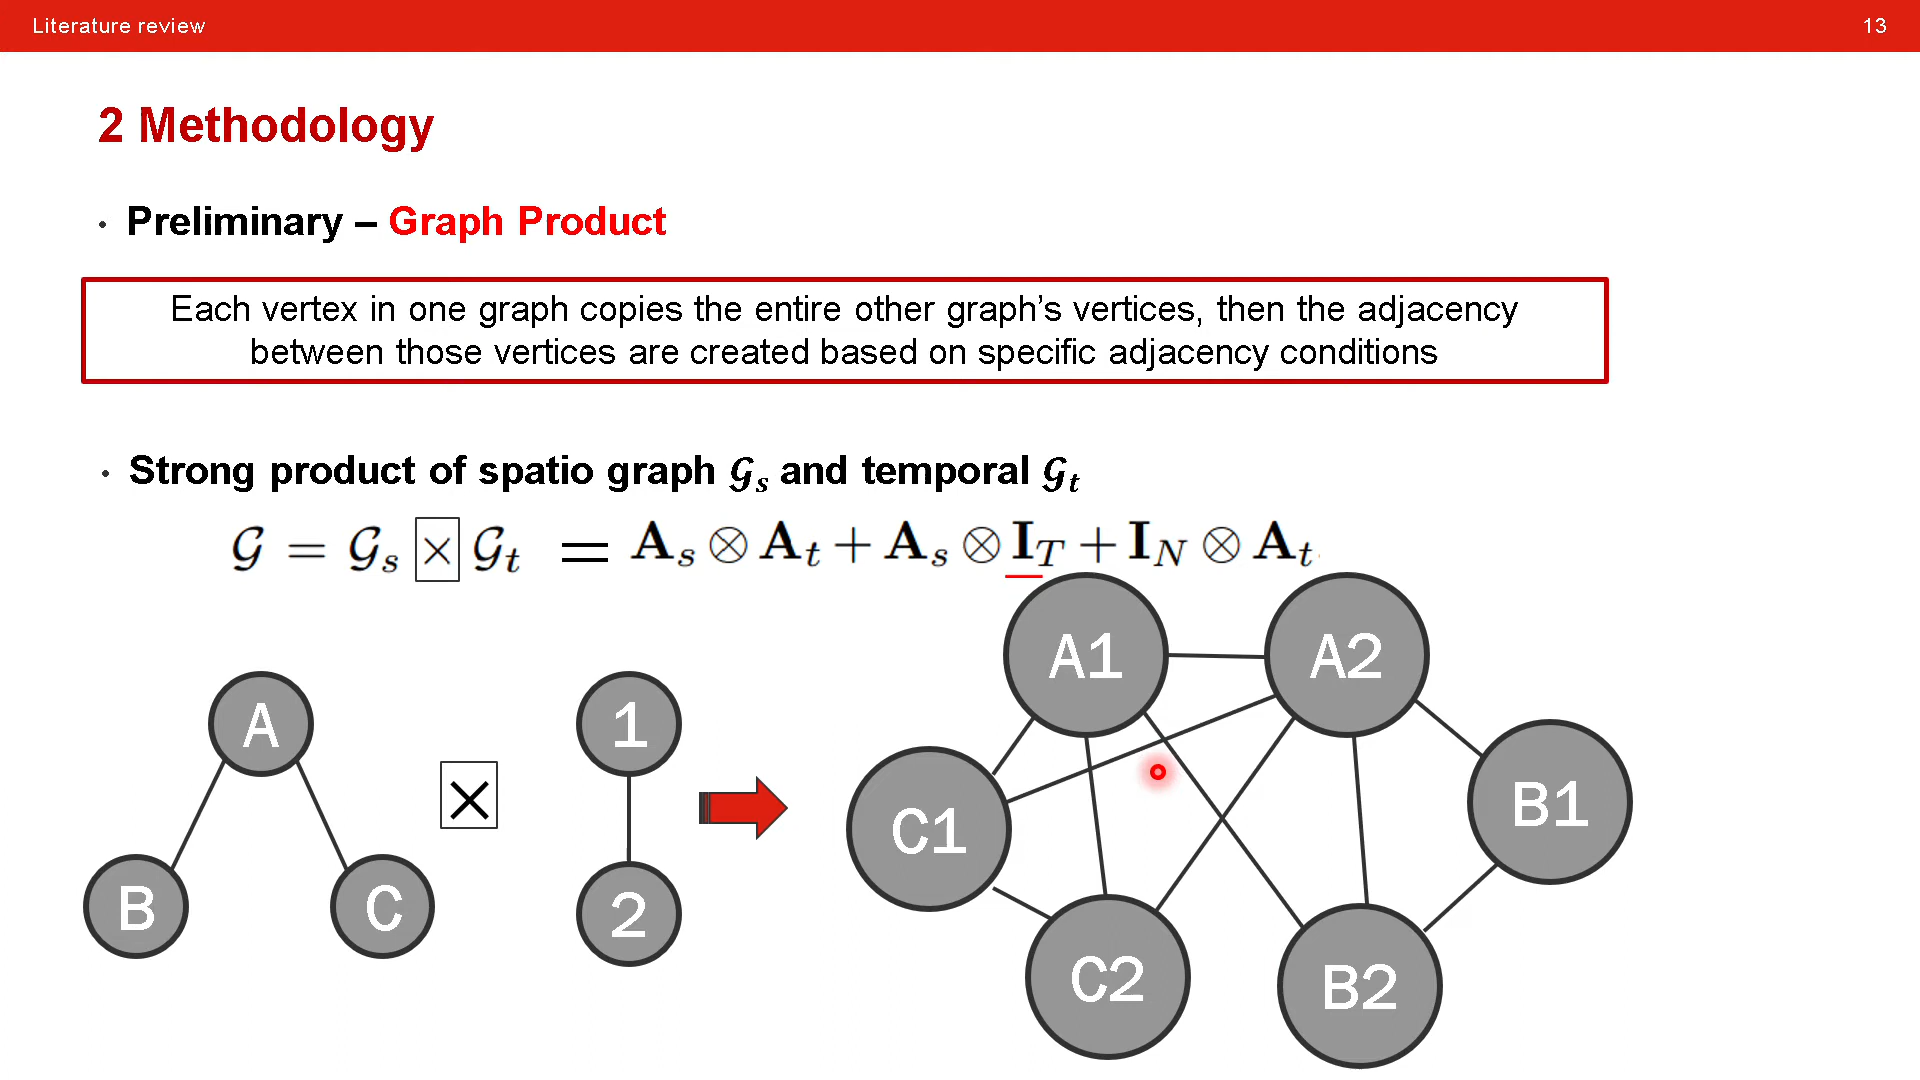 Literature review
13
2 Methodology
• Preliminary – Graph Product
Each vertex in one graph copies the entire other graph’s vertices, then the adjacency
between those vertices are created based on specific adjacency conditions
• Strong product of spatio graph 𝒢ₛ and temporal 𝒢ₜ
𝒢 = 𝒢ₛ ⊠ 𝒢ₜ = Aₛ ⊗ Aₜ + Aₛ ⊗ I_T + I_N ⊗ Aₜ
A1
A2
A
1
×
C1
B1
B
C
2
C2
B2